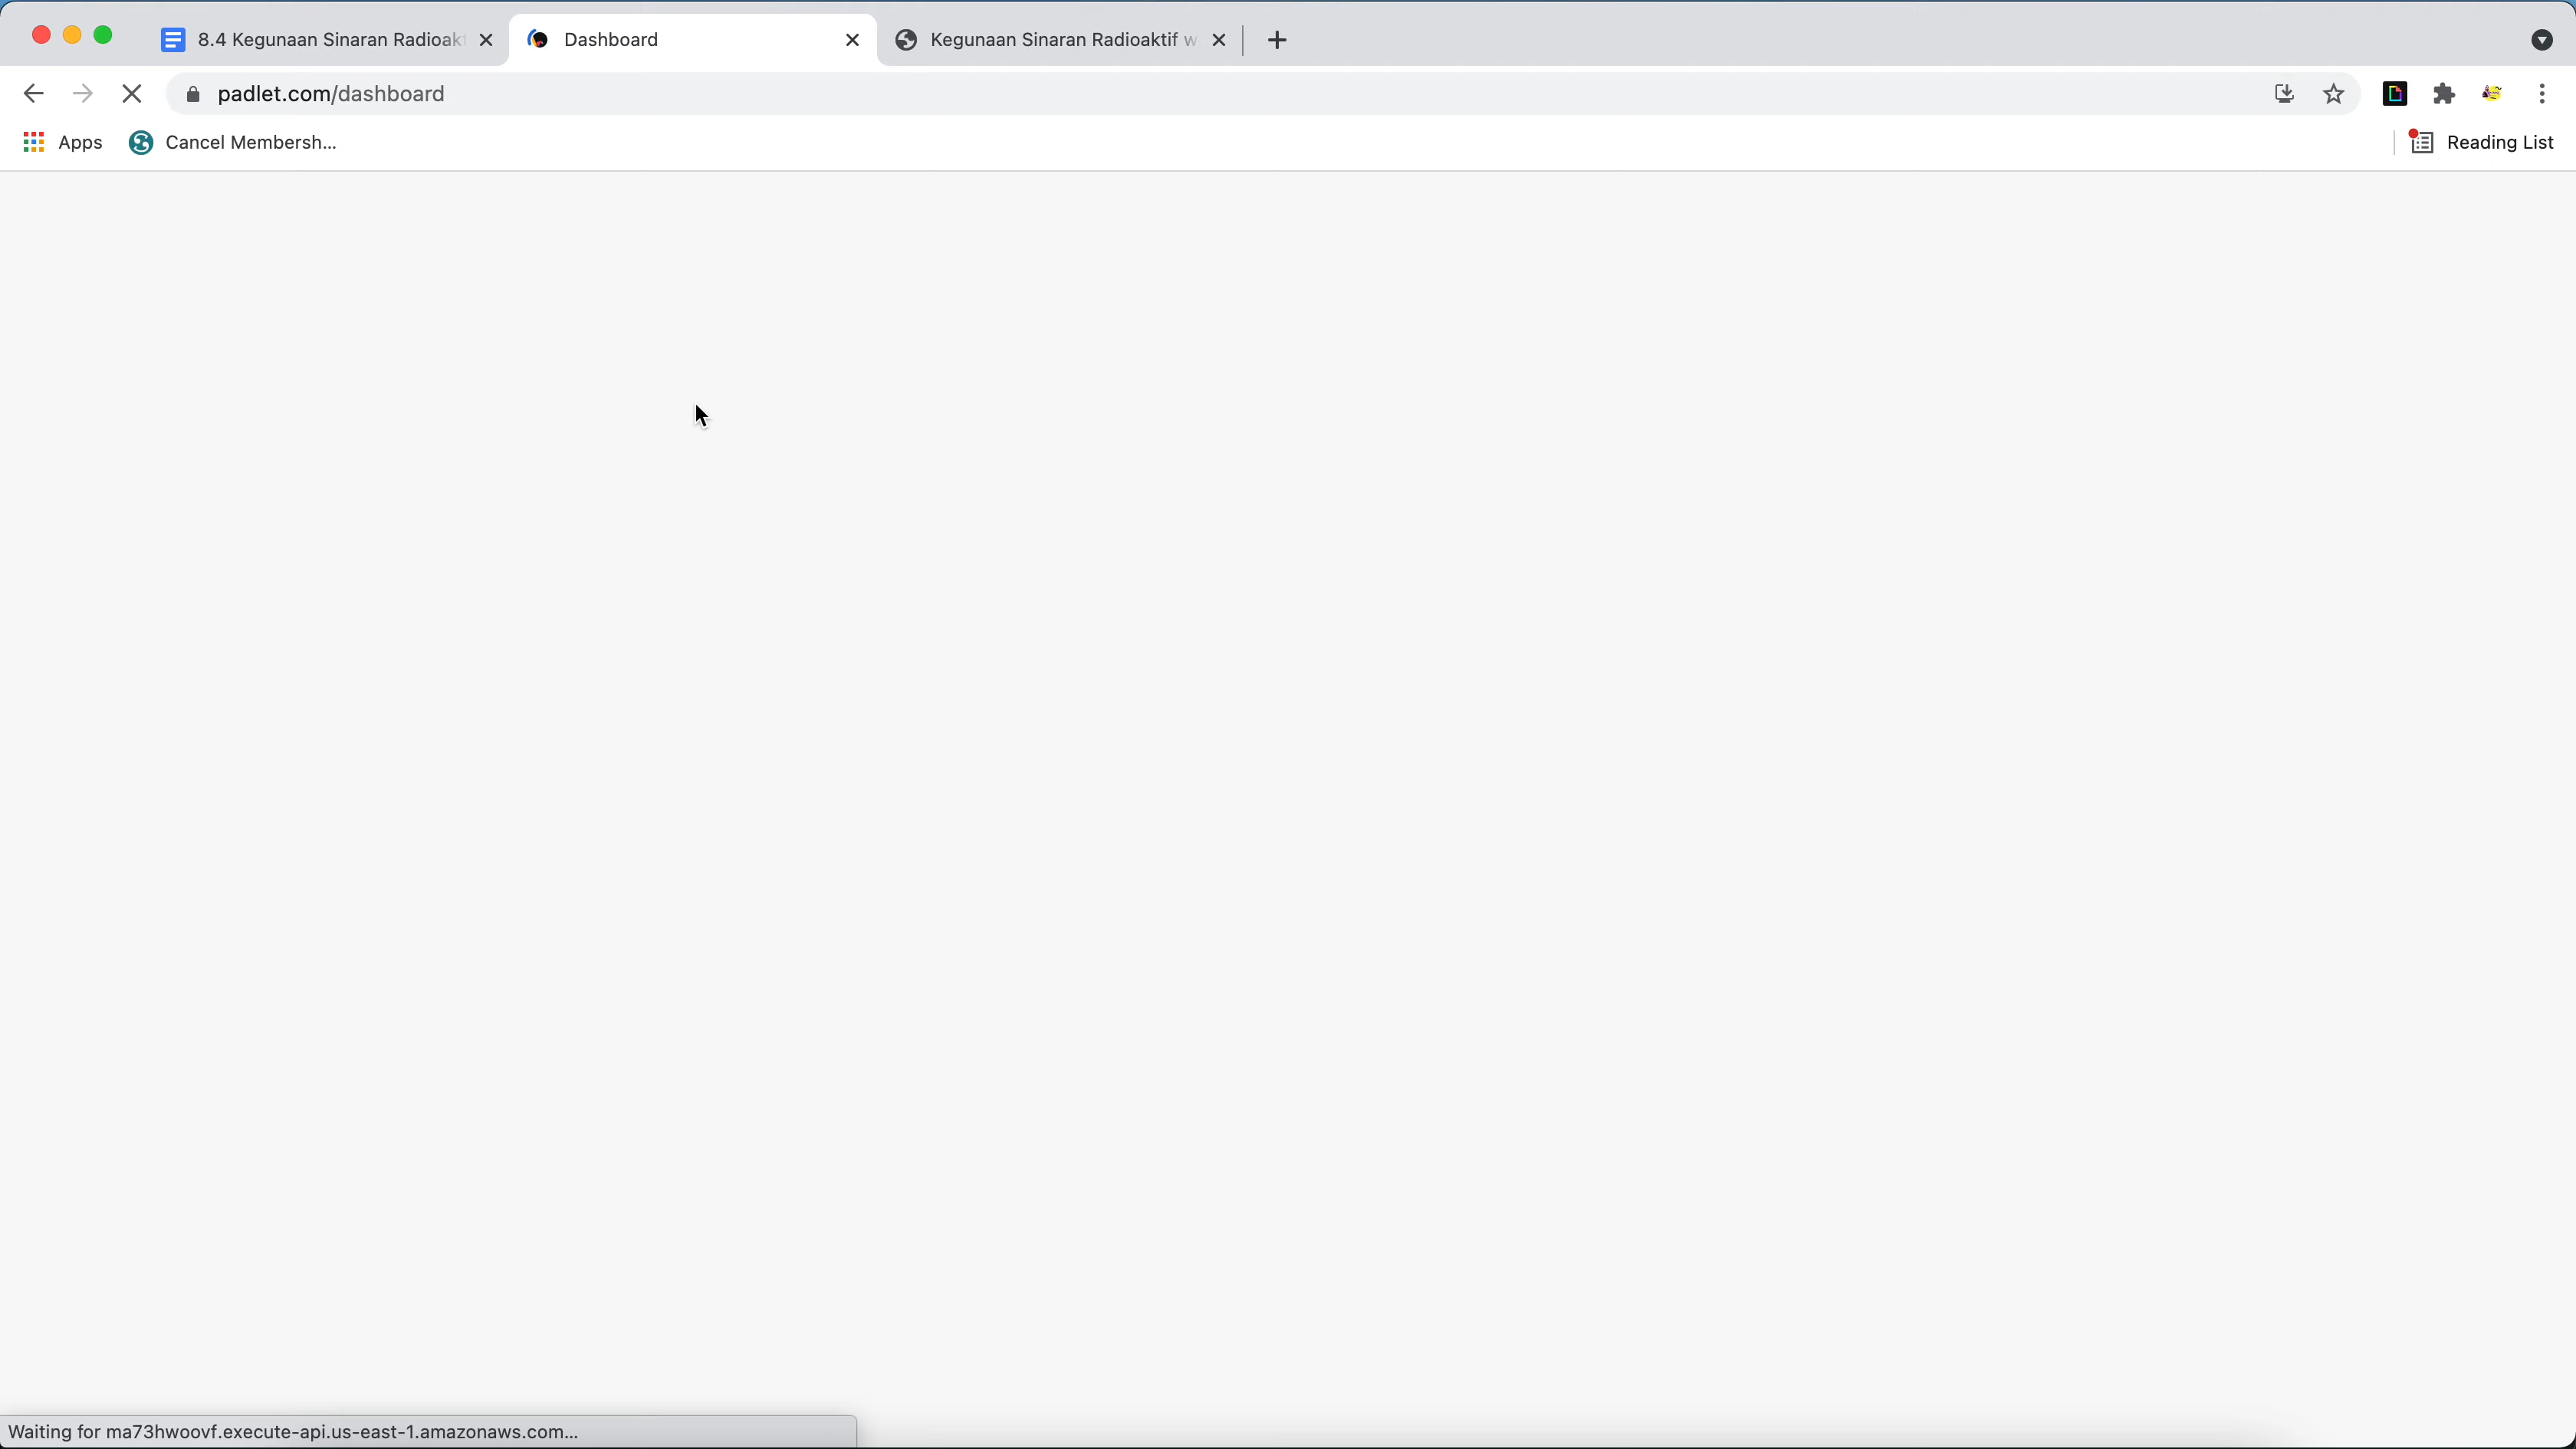 8.4 Kegunaan Sinaran Radioakt
Dashboard
Kegunaan Sinaran Radioaktif w
padlet.com/dashboard
Apps
Cancel Membersh...
Reading List
Waiting for ma73hwoovf.execute-api.us-east-1.amazonaws.com...